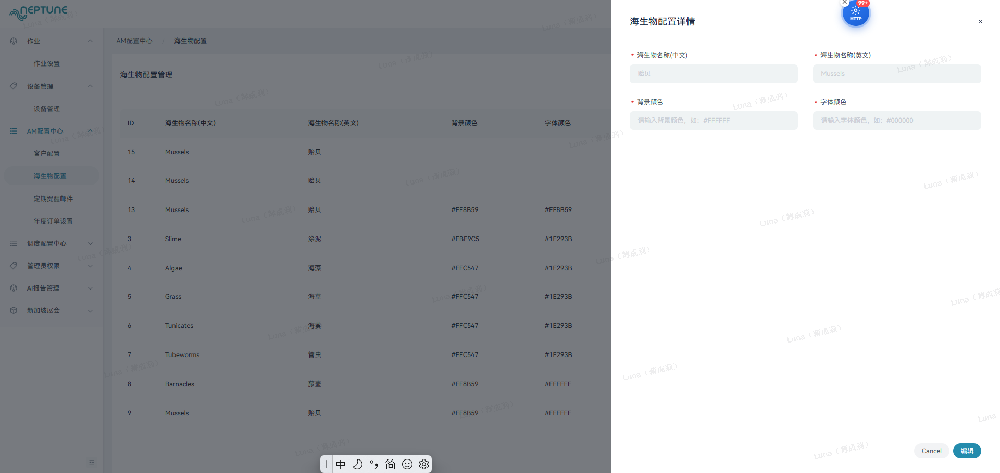 NEPTUNE
作业
作业设置
设备管理
设备管理
AM配置中心
客户配置
海生物配置
定期提醒邮件
年度订单设置
调度配置中心
管理员权限
AI报告管理
新加坡展会
AM配置中心 / 海生物配置
海生物配置管理
ID 海生物名称(中文) 海生物名称(英文) 背景颜色 字体颜色
15 Mussels 贻贝
14 Mussels 贻贝
13 Mussels 贻贝 #FF8B59 #FF8B59
3 Slime 涂泥 #FBE9C5 #1E293B
4 Algae 海藻 #FFC547 #1E293B
5 Grass 海草 #FFC547 #1E293B
6 Tunicates 海葵 #FFC547 #1E293B
7 Tubeworms 管虫 #FFC547 #1E293B
8 Barnacles 藤壶 #FF8B59 #FFFFFF
9 Mussels 贻贝 #FF8B59 #FFFFFF
中 简
99+
HTTP
海生物配置详情
* 海生物名称(中文) * 海生物名称(英文)
贻贝 Mussels
* 背景颜色 * 字体颜色
请输入背景颜色，如：#FFFFFF 请输入字体颜色，如：#000000
Cancel 编辑
Luna（薄成莉）